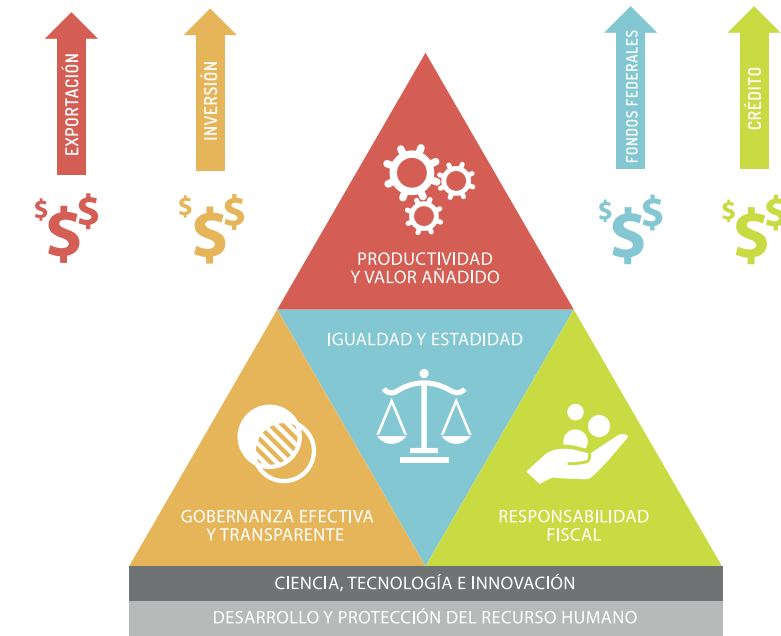 EXPORTACIÓN
INVERSIÓN
FONDOS FEDERALES
CRÉDITO
$ $ $
$ $ $
$ $ $
$ $ $
PRODUCTIVIDAD
Y VALOR AÑADIDO
IGUALDAD Y ESTADIDAD
GOBERNANZA EFECTIVA
Y TRANSPARENTE
RESPONSABILIDAD
FISCAL
CIENCIA, TECNOLOGÍA E INNOVACIÓN
DESARROLLO Y PROTECCIÓN DEL RECURSO HUMANO